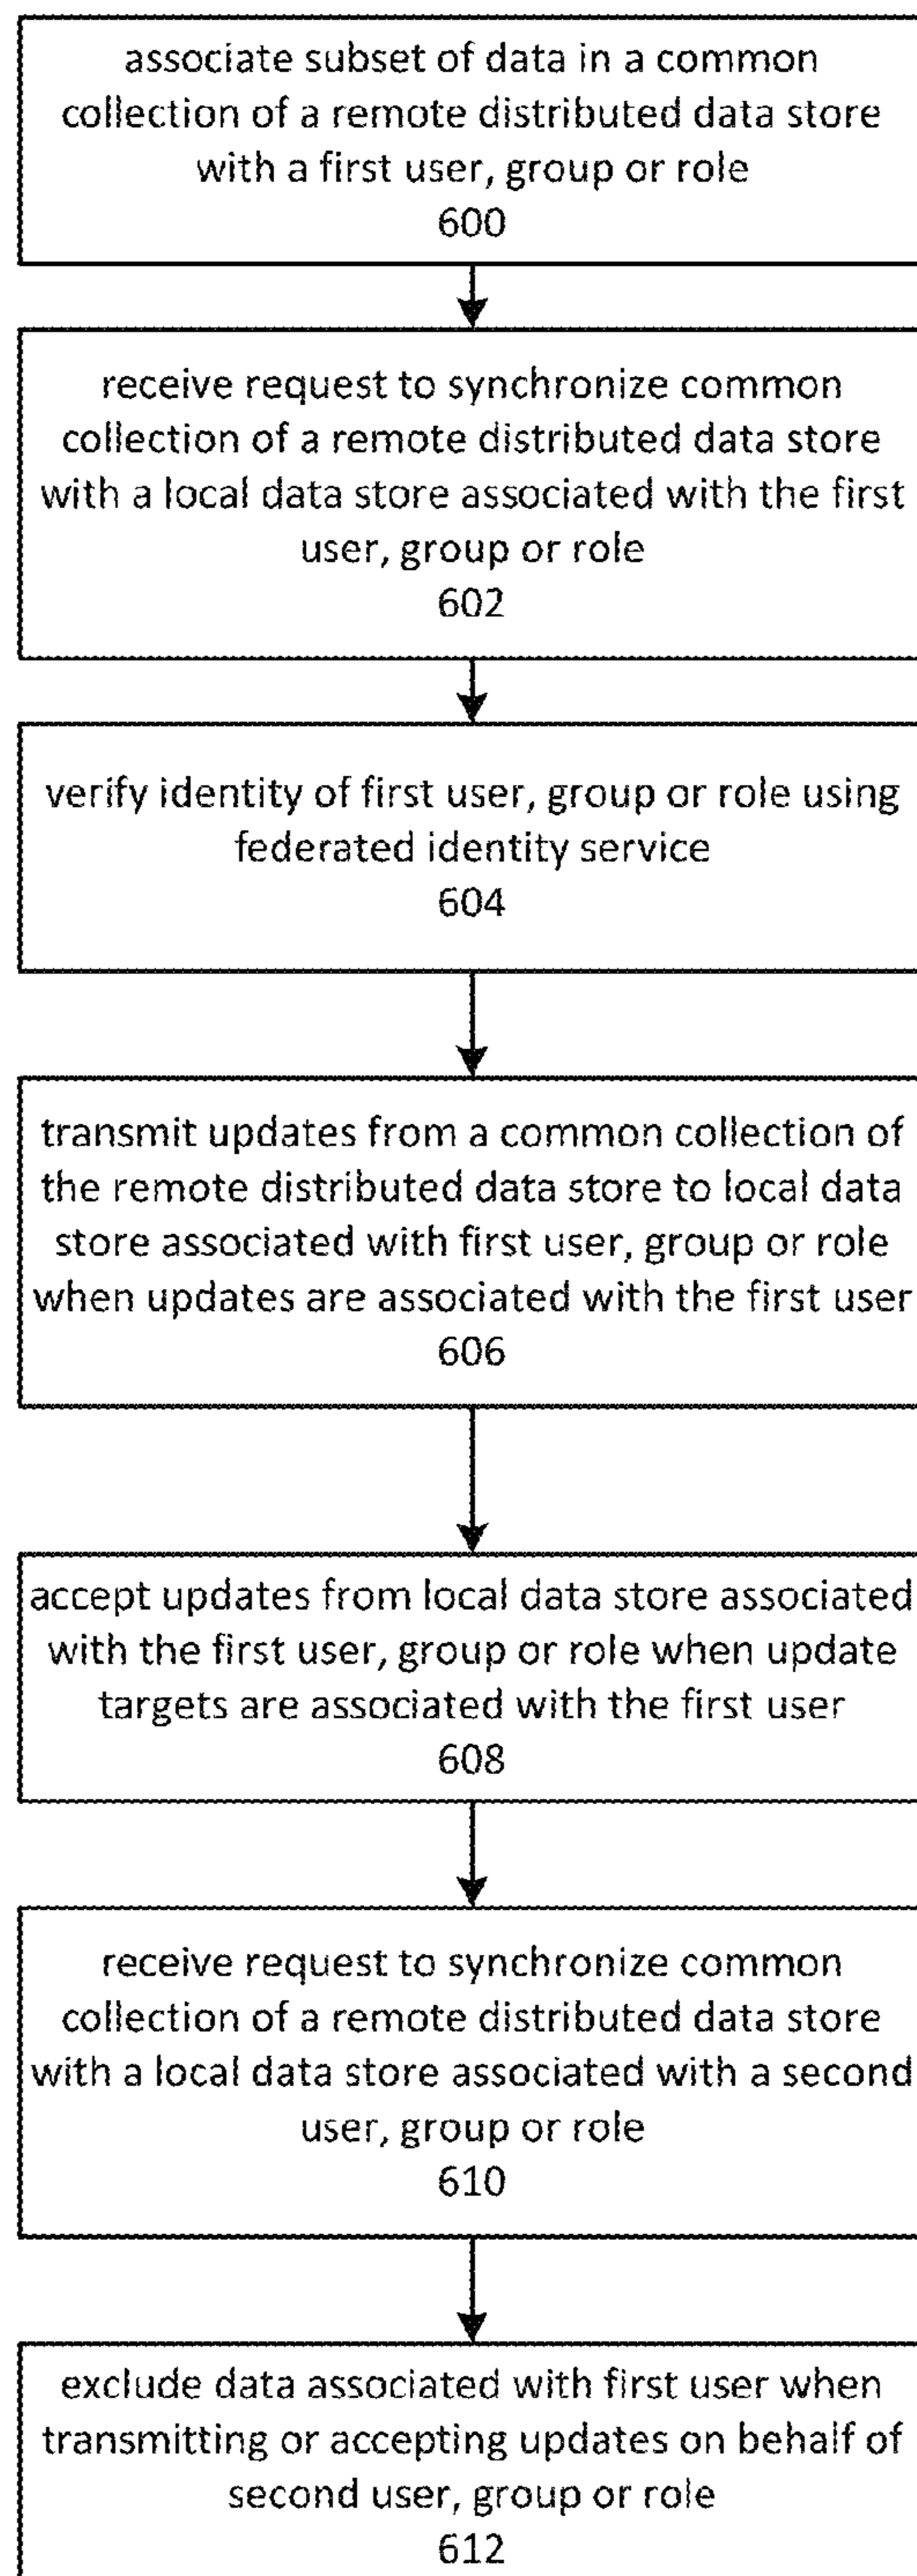 associate subset of data in a common
collection of a remote distributed data store
with a first user, group or role
600
receive request to synchronize common
collection of a remote distributed data store
with a local data store associated with the first
user, group or role
602
verify identity of first user, group or role using
federated identity service
604
transmit updates from a common collection of
the remote distributed data store to local data
store associated with first user, group or role
when updates are associated with the first user
606
accept updates from local data store associated
with the first user, group or role when update
targets are associated with the first user
608
receive request to synchronize common
collection of a remote distributed data store
with a local data store associated with a second
user, group or role
610
exclude data associated with first user when
transmitting or accepting updates on behalf of
second user, group or role
612